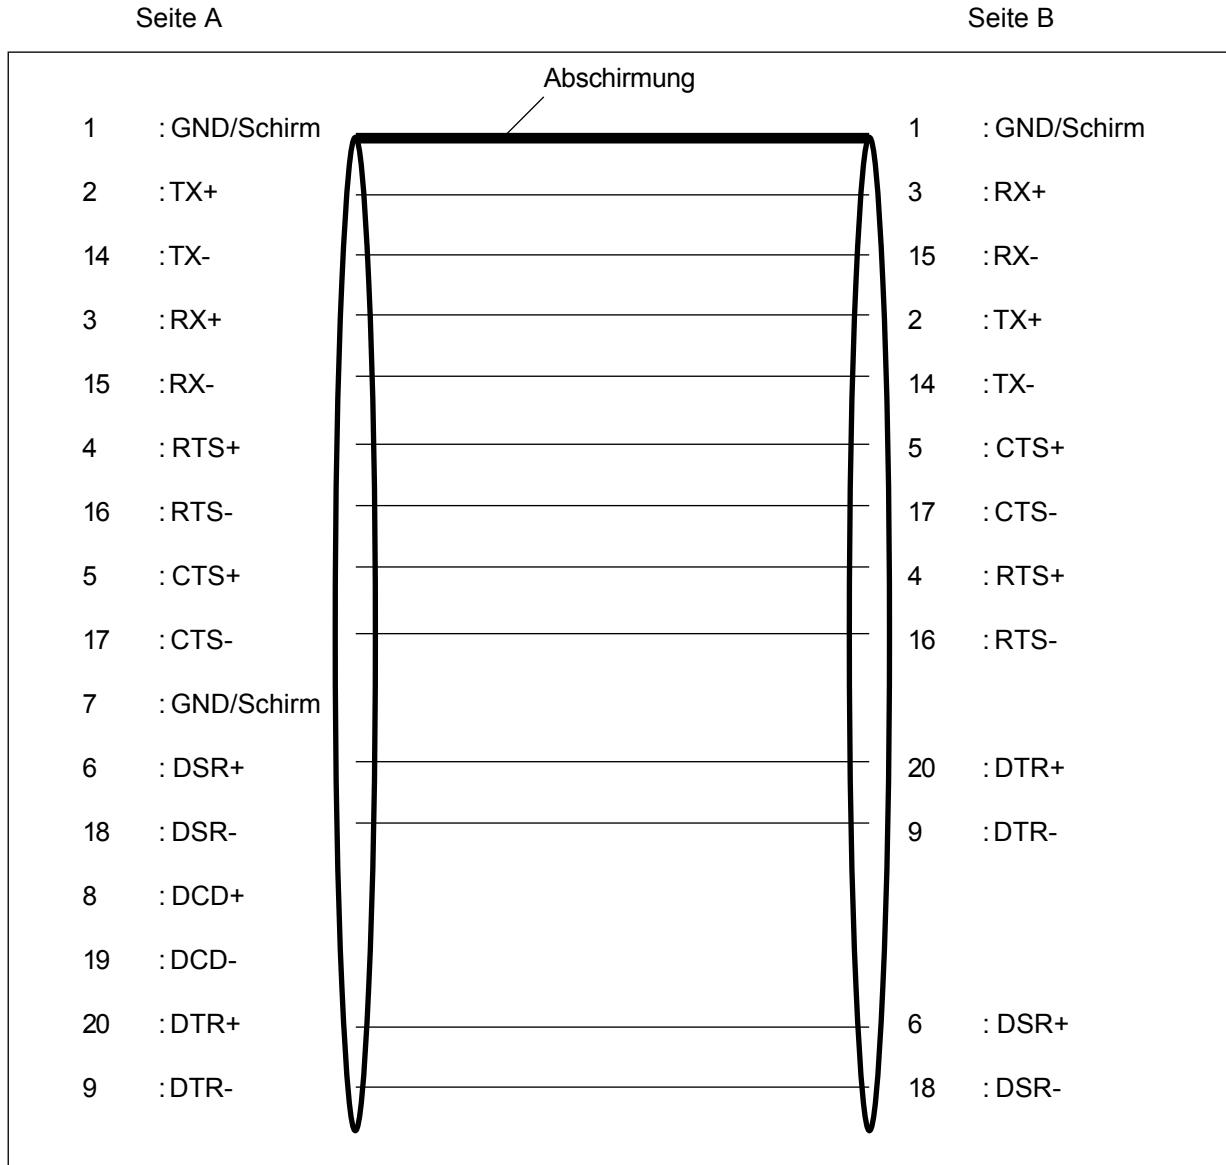 Seite A Seite B
Abschirmung
1 : GND/Schirm 1 : GND/Schirm
2 : TX+ 3 : RX+
14 : TX- 15 : RX-
3 : RX+ 2 : TX+
15 : RX- 14 : TX-
4 : RTS+ 5 : CTS+
16 : RTS- 17 : CTS-
5 : CTS+ 4 : RTS+
17 : CTS- 16 : RTS-
7 : GND/Schirm
6 : DSR+ 20 : DTR+
18 : DSR- 9 : DTR-
8 : DCD+
19 : DCD-
20 : DTR+ 6 : DSR+
9 : DTR- 18 : DSR-